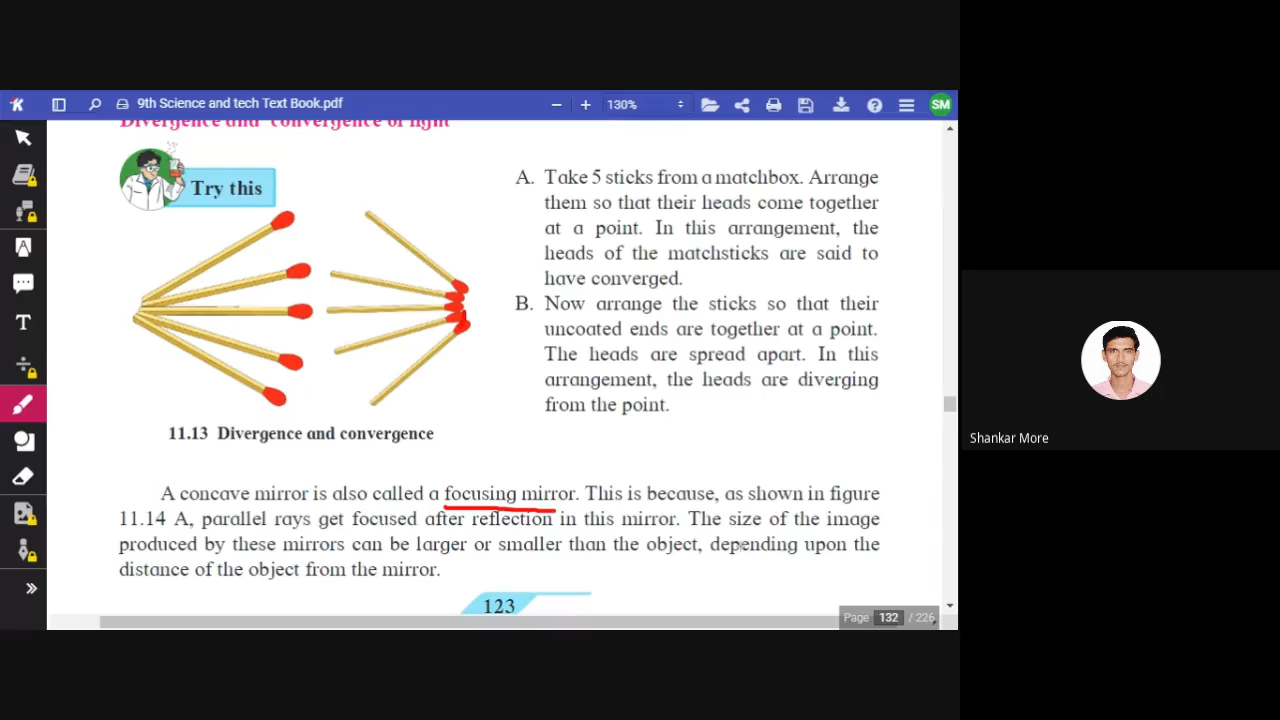 9th Science and tech Text Book.pdf
130%
SM
Divergence and convergence of light
Try this
A. Take 5 sticks from a matchbox. Arrange
them so that their heads come together
at a point. In this arrangement, the
heads of the matchsticks are said to
have converged.
B. Now arrange the sticks so that their
uncoated ends are together at a point.
The heads are spread apart. In this
arrangement, the heads are diverging
from the point.
11.13 Divergence and convergence
A concave mirror is also called a focusing mirror. This is because, as shown in figure
11.14 A, parallel rays get focused after reflection in this mirror. The size of the image
produced by these mirrors can be larger or smaller than the object, depending upon the
distance of the object from the mirror.
123
Page 132 / 226
Shankar More